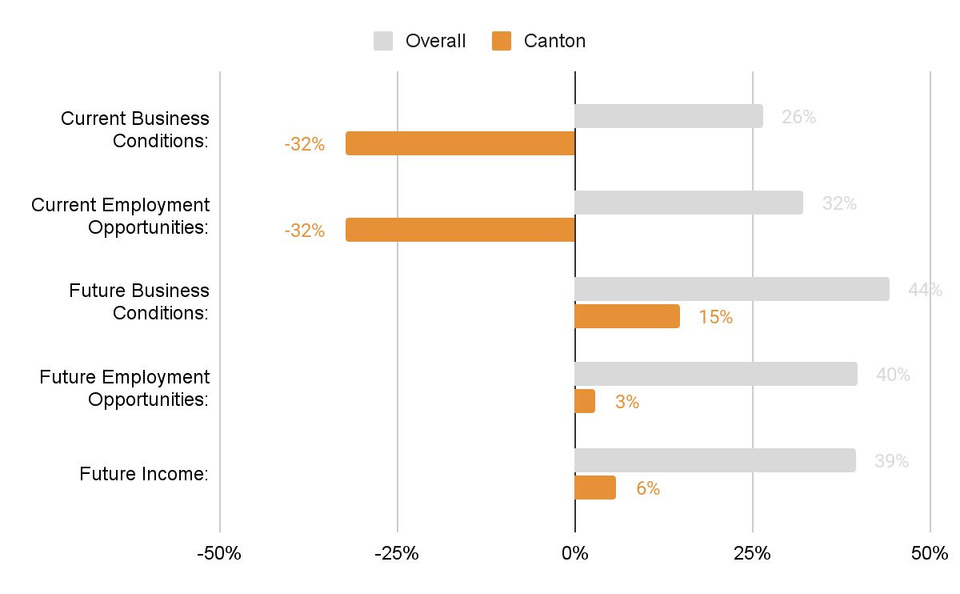 Overall
Canton
Current Business
Conditions:
26%
-32%
Current Employment
Opportunities:
32%
-32%
Future Business
Conditions:
44%
15%
Future Employment
Opportunities:
40%
3%
Future Income:
39%
6%
-50%
-25%
0%
25%
50%